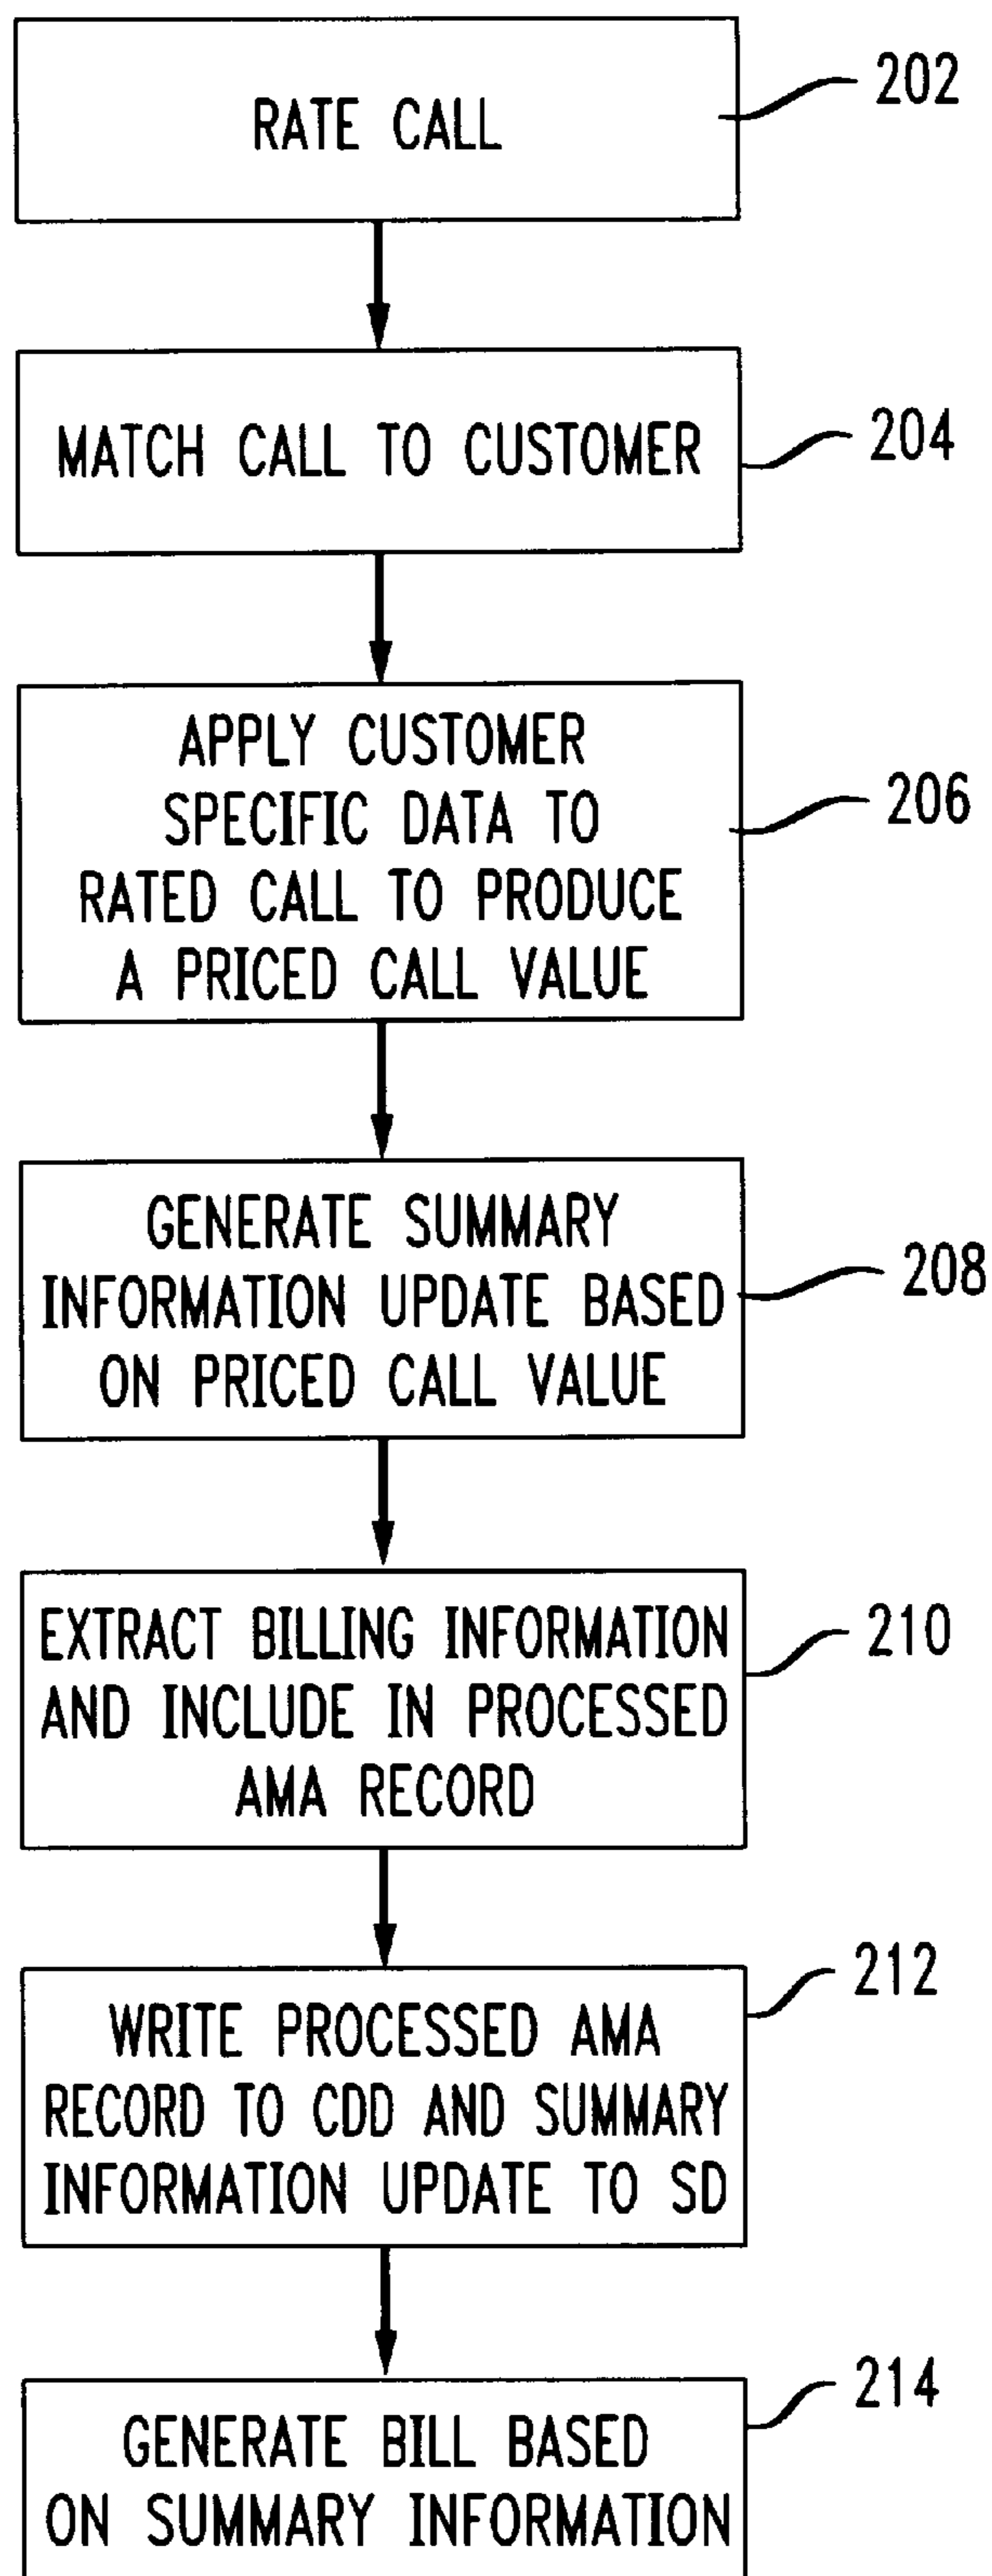 RATE CALL
202
MATCH CALL TO CUSTOMER
204
APPLY CUSTOMER
SPECIFIC DATA TO
RATED CALL TO PRODUCE
A PRICED CALL VALUE
206
GENERATE SUMMARY
INFORMATION UPDATE BASED
ON PRICED CALL VALUE
208
EXTRACT BILLING INFORMATION
AND INCLUDE IN PROCESSED
AMA RECORD
210
WRITE PROCESSED AMA
RECORD TO CDD AND SUMMARY
INFORMATION UPDATE TO SD
212
GENERATE BILL BASED
ON SUMMARY INFORMATION
214